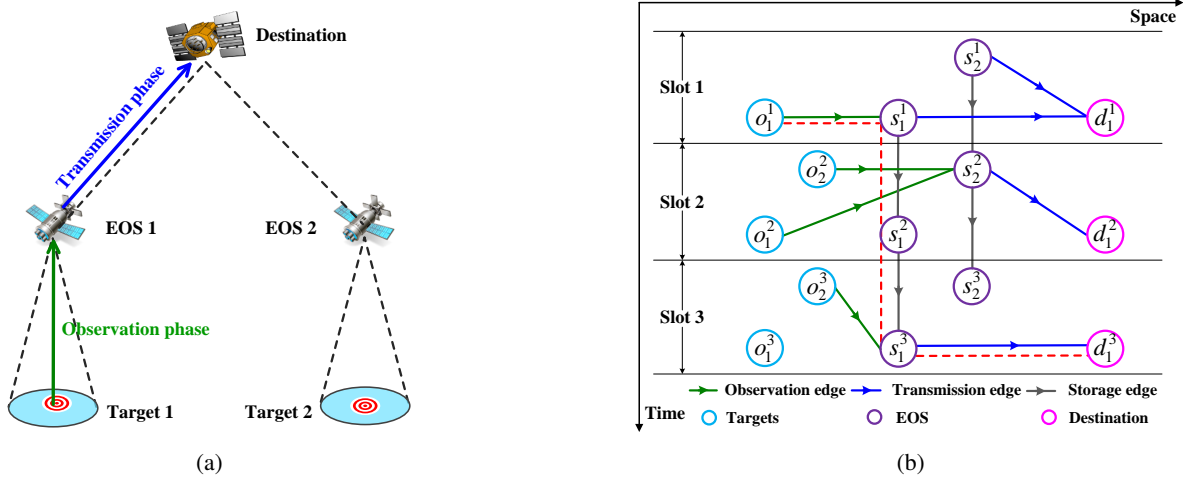 Destination
Transmission phase
EOS 1
EOS 2
Observation phase
Target 1
Target 2
(a)
Space
Slot 1
s_2^1
o_1^1
s_1^1
d_1^1
Slot 2
o_2^2
s_2^2
o_1^2
s_1^2
d_1^2
Slot 3
o_2^3
s_2^3
o_1^3
s_1^3
d_1^3
Observation edge
Transmission edge
Storage edge
Time
Targets
EOS
Destination
(b)